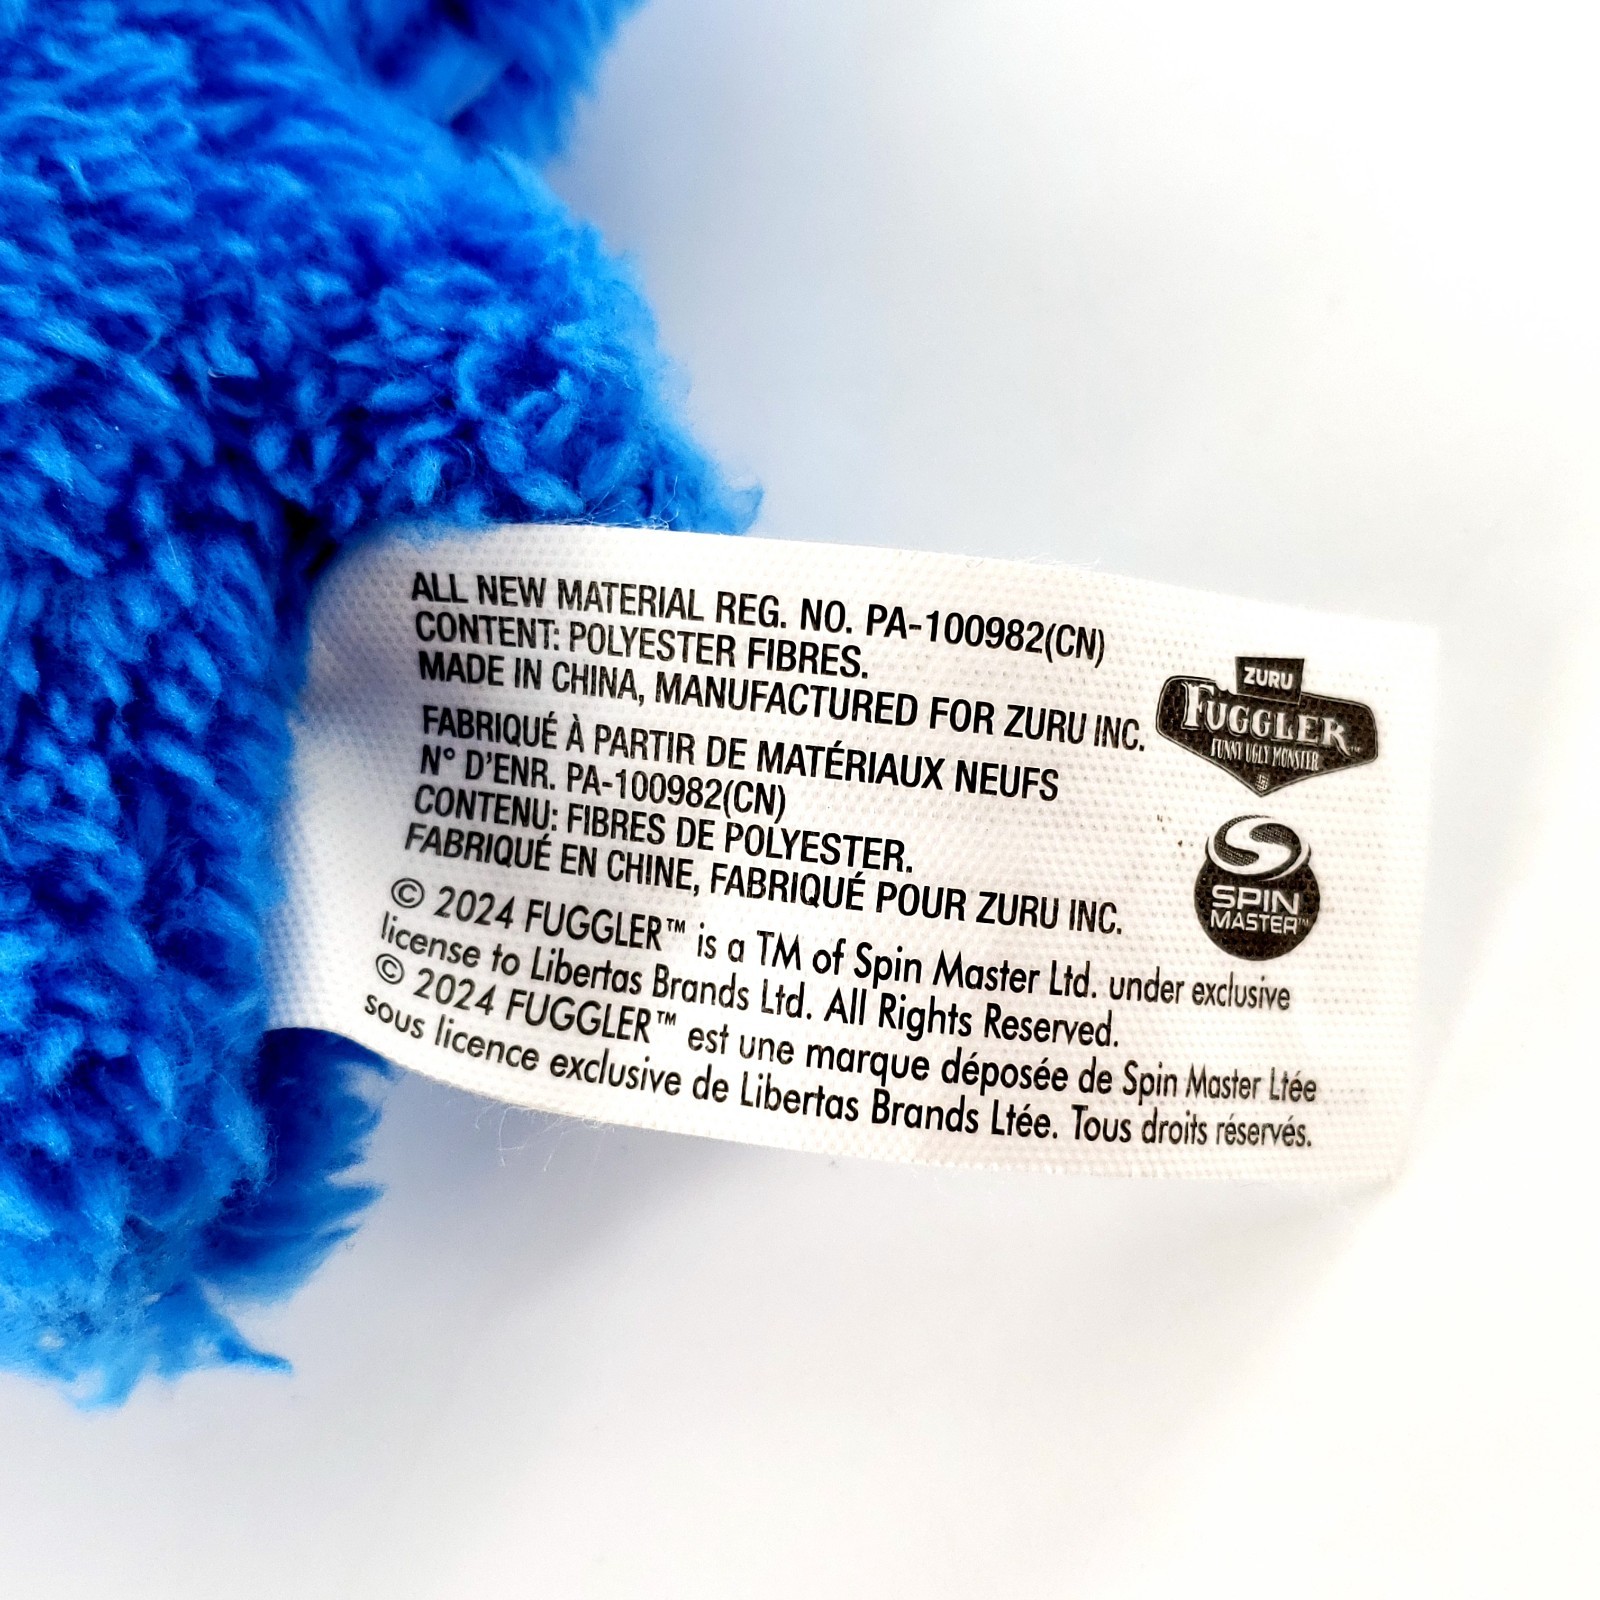 ALL NEW MATERIAL REG. NO. PA-100982(CN)
CONTENT: POLYESTER FIBRES.
MADE IN CHINA, MANUFACTURED FOR ZURU INC.
FABRIQUÉ À PARTIR DE MATÉRIAUX NEUFS
N° D'ENR. PA-100982(CN)
CONTENU: FIBRES DE POLYESTER.
FABRIQUÉ EN CHINE, FABRIQUÉ POUR ZURU INC.
© 2024 FUGGLER™ is a TM of Spin Master Ltd. under exclusive
license to Libertas Brands Ltd. All Rights Reserved.
© 2024 FUGGLER™ est une marque déposée de Spin Master Ltée
sous licence exclusive de Libertas Brands Ltée. Tous droits réservés.
ZURU
FUGGLER™
FUNNY UGLY MONSTER
SPIN
MASTER™